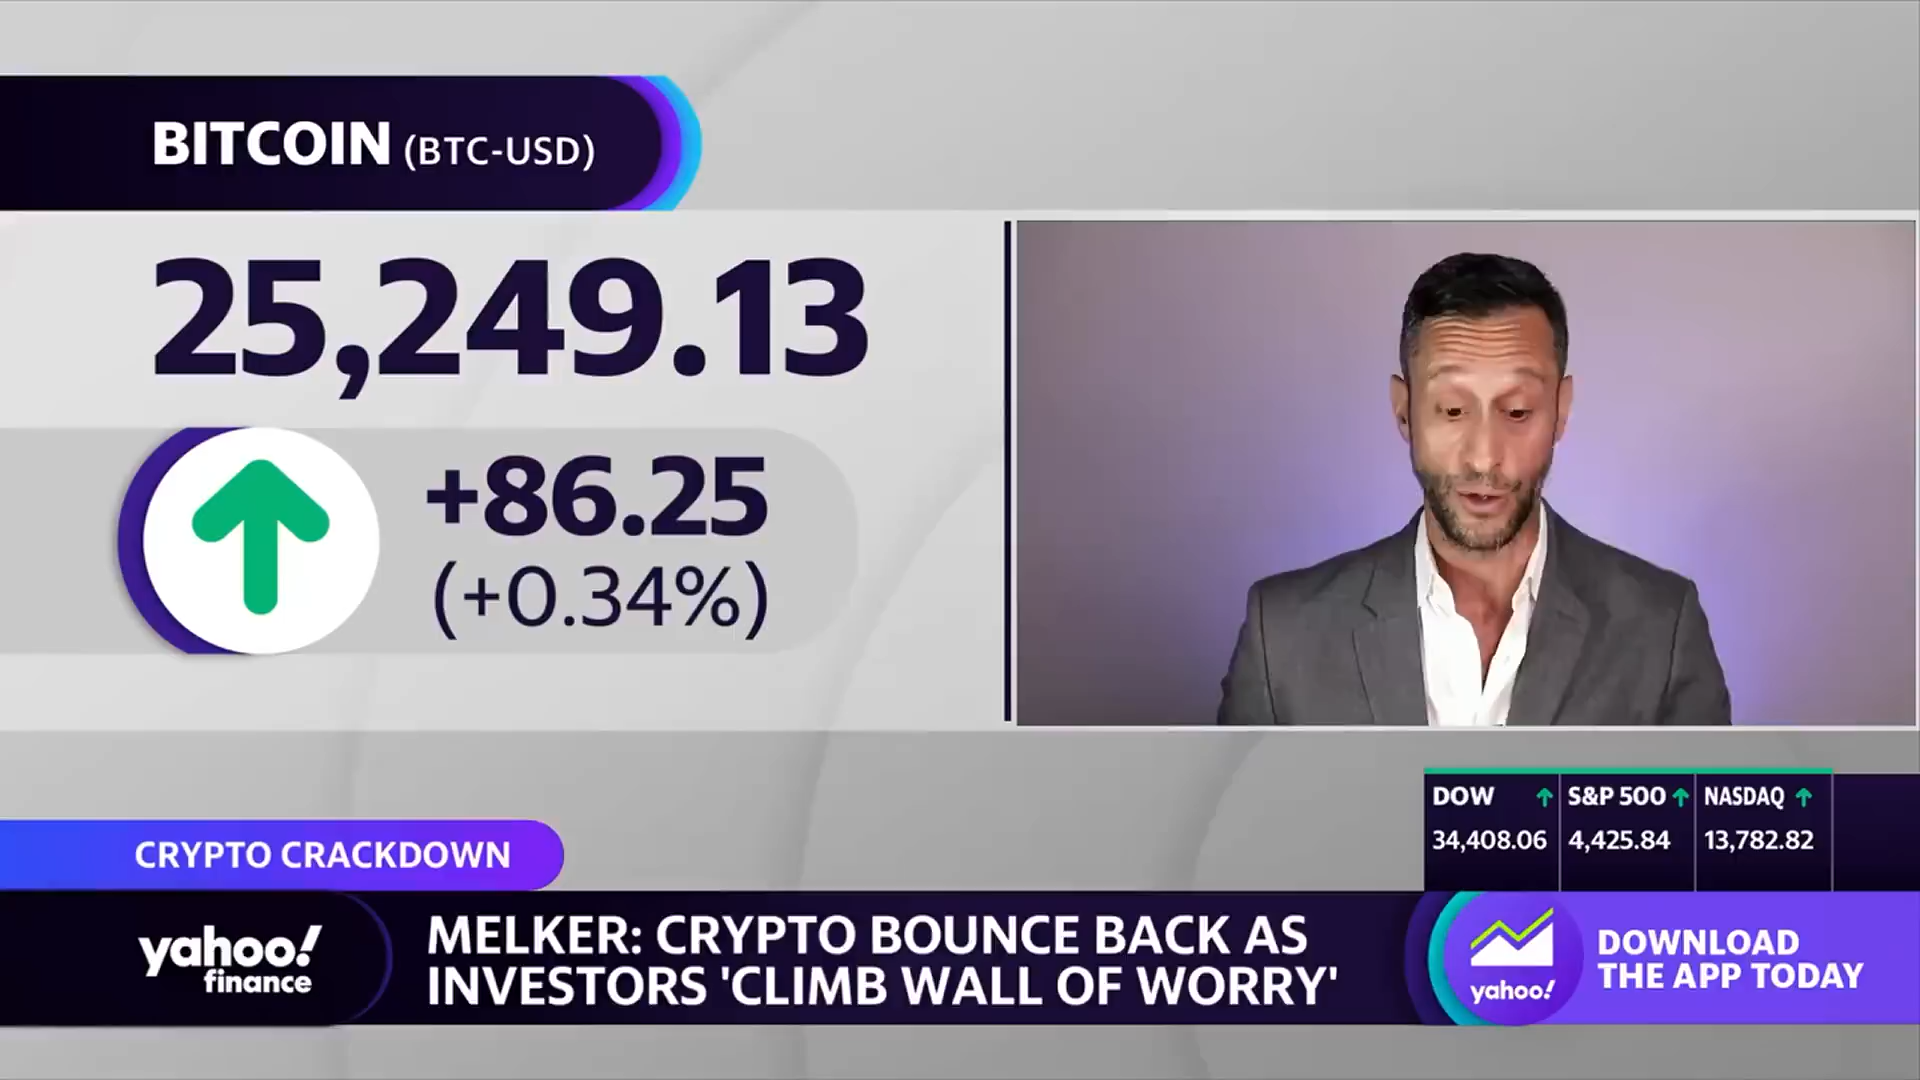 BITCOIN (BTC-USD)
25,249.13
+86.25
(+0.34%)
DOW
34,408.06
S&P 500
4,425.84
NASDAQ
13,782.82
CRYPTO CRACKDOWN
yahoo!
finance
MELKER: CRYPTO BOUNCE BACK AS
INVESTORS 'CLIMB WALL OF WORRY'
yahoo!
DOWNLOAD
THE APP TODAY